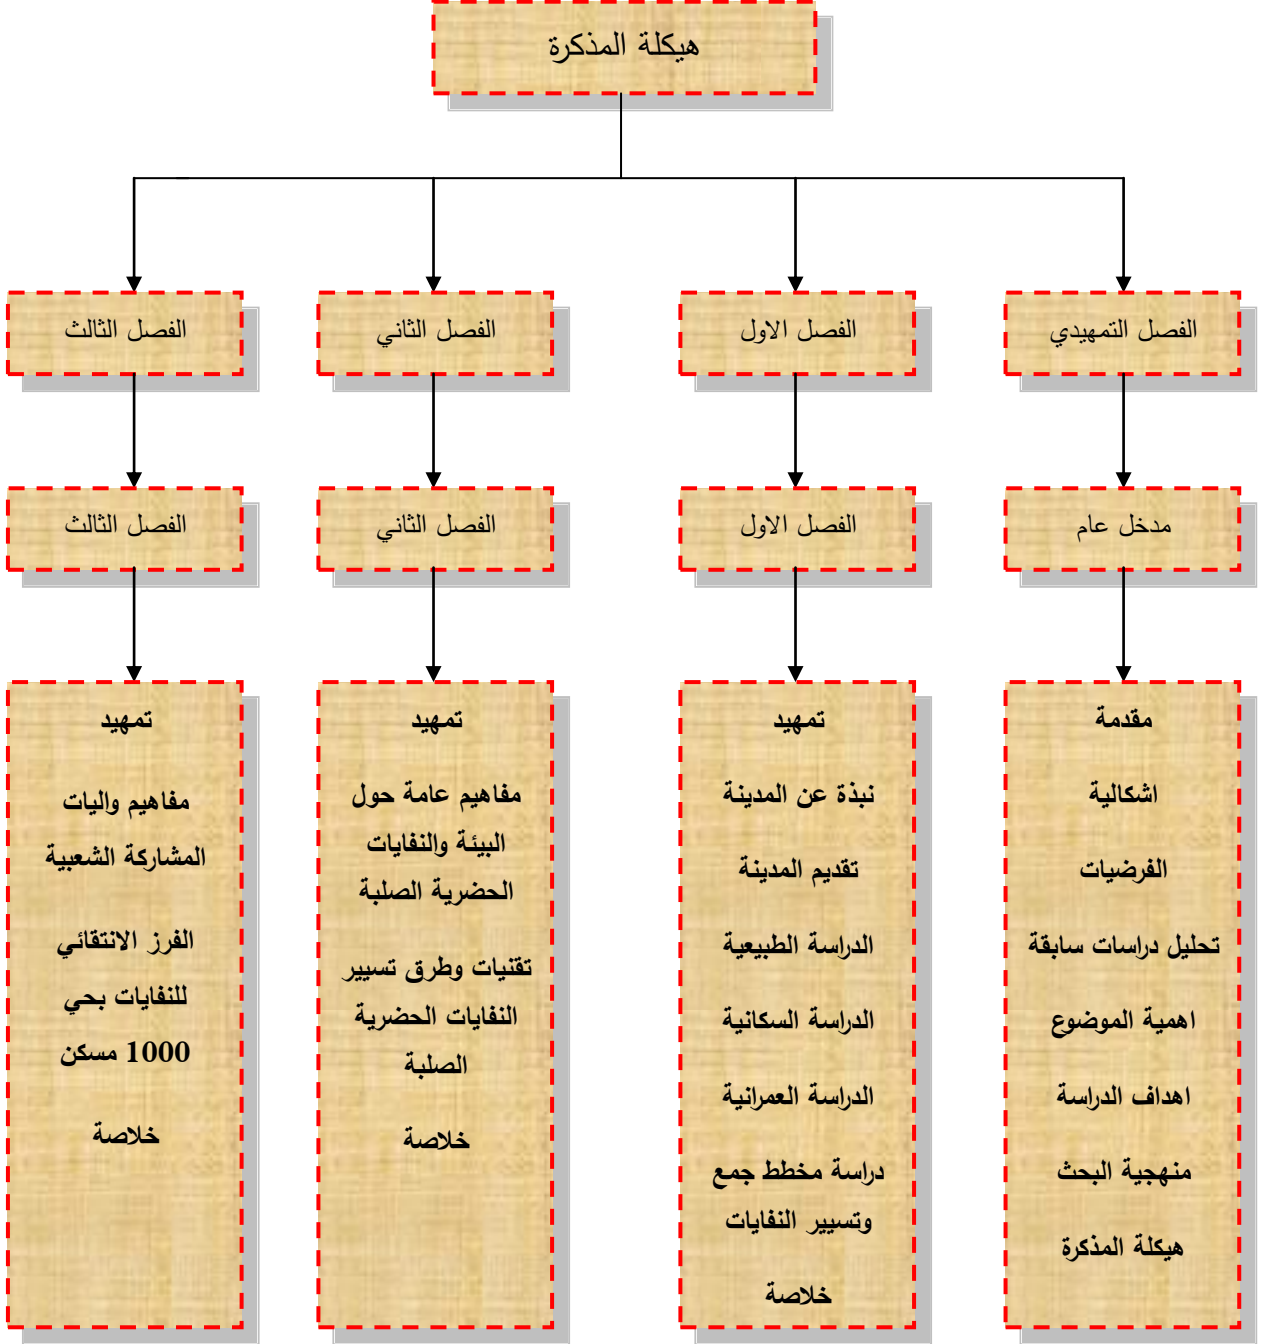 هيكلة المذكرة
الفصل التمهيدي
الفصل الاول
الفصل الثاني
الفصل الثالث
مدخل عام
الفصل الاول
الفصل الثاني
الفصل الثالث
مقدمة
اشكالية
الفرضيات
تحليل دراسات سابقة
اهمية الموضوع
اهداف الدراسة
منهجية البحث
هيكلة المذكرة
تمهيد
نبذة عن المدينة
تقديم المدينة
الدراسة الطبيعية
الدراسة السكانية
الدراسة العمرانية
دراسة مخطط جمع
وتسيير النفايات
خلاصة
تمهيد
مفاهيم عامة حول
البيئة والنفايات
الحضرية الصلبة
تقنيات وطرق تسيير
النفايات الحضرية
الصلبة
خلاصة
تمهيد
مفاهيم واليات
المشاركة الشعبية
الفرز الانتقائي
للنفايات بحي
1000 مسكن
خلاصة